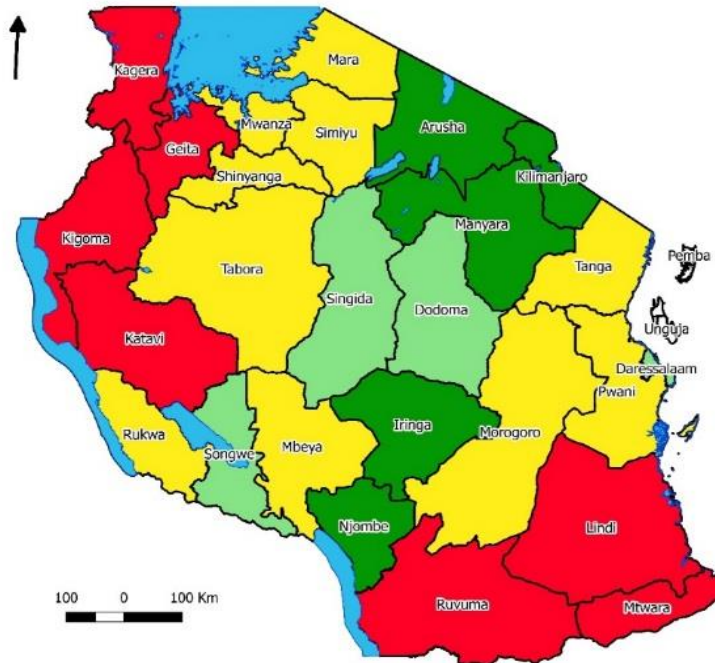 Kagera
Mara
Mwanza
Simiyu
Arusha
Geita
Shinyanga
Kilimanjaro
Kigoma
Manyara
Tabora
Tanga
Pemba
Singida
Dodoma
Unguja
Katavi
Daressalaam
Pwani
Rukwa
Songwe
Mbeya
Iringa
Morogoro
Njombe
Lindi
100 0 100 Km
Ruvuma
Mtwara